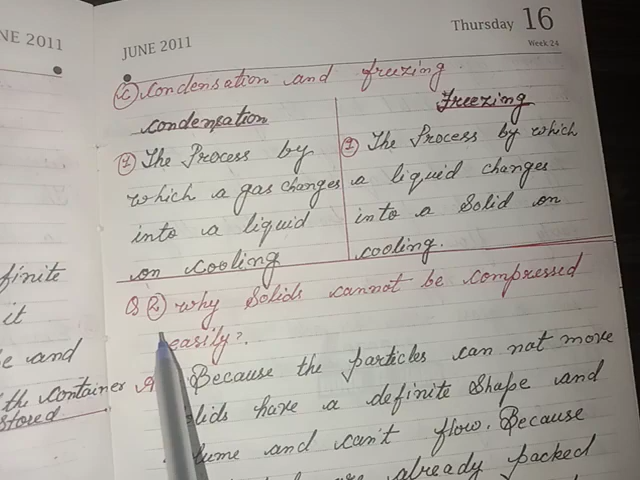 NE 2011
JUNE 2011
Thursday 16
Week 24
(C) Condensation and freezing.
Condensation
(1) The Process by
which a gas changes
into a liquid
on cooling
Freezing
(1) The Process by which
a liquid changes
into a Solid on
cooling.
Q (2) why Solids cannot be compressed
easily?.
Because the particles can not move
have a definite Shape and
and can't flow. Because
already packed
finite
it
and
the container
stored